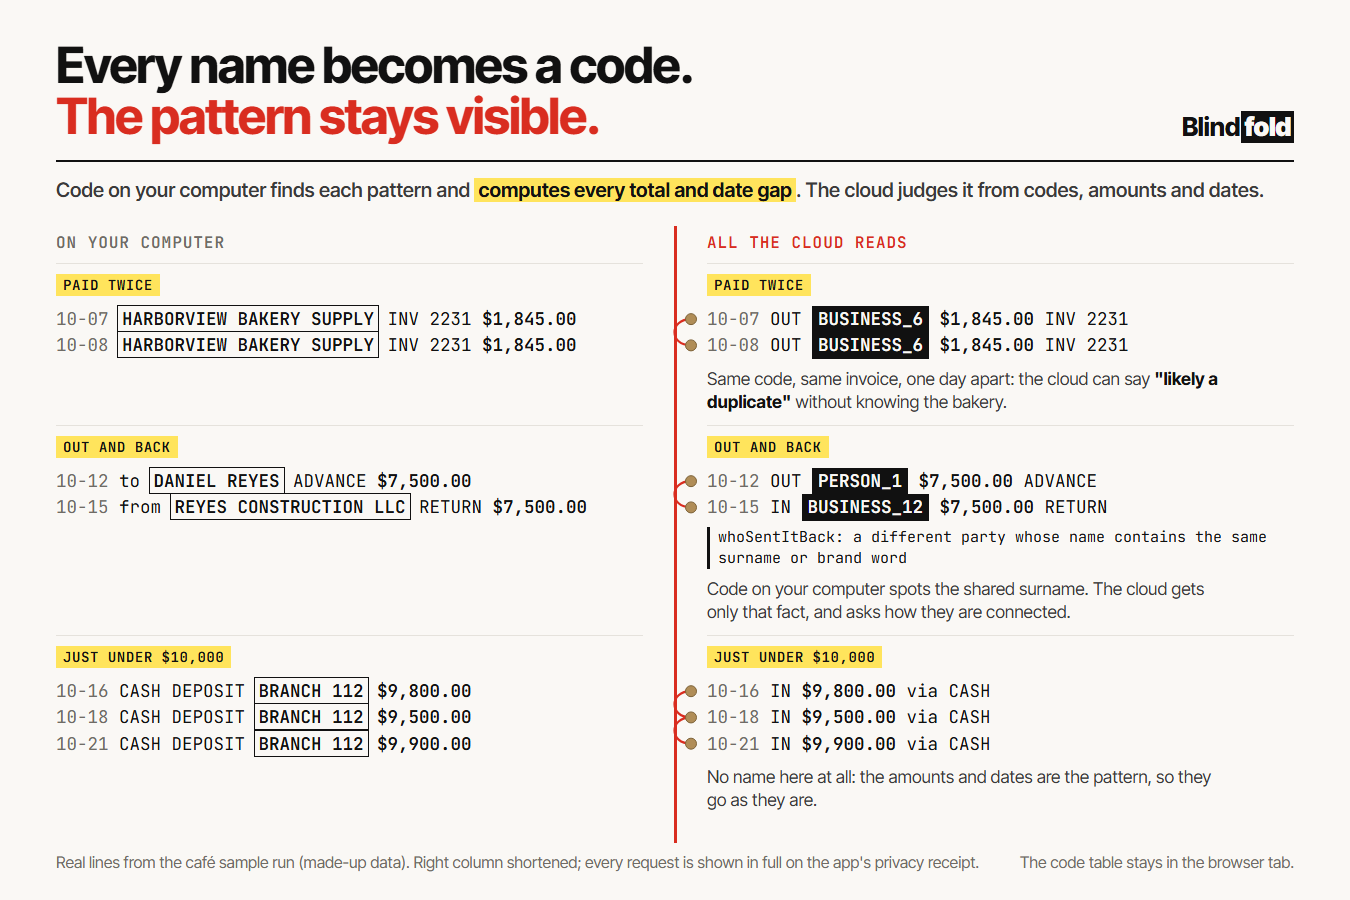 Every name becomes a code.
The pattern stays visible.
Blindfold
Code on your computer finds each pattern and computes every total and date gap. The cloud judges it from codes, amounts and dates.
ON YOUR COMPUTER
PAID TWICE
10-07 HARBORVIEW BAKERY SUPPLY INV 2231 $1,845.00
10-08 HARBORVIEW BAKERY SUPPLY INV 2231 $1,845.00
OUT AND BACK
10-12 to DANIEL REYES ADVANCE $7,500.00
10-15 from REYES CONSTRUCTION LLC RETURN $7,500.00
JUST UNDER $10,000
10-16 CASH DEPOSIT BRANCH 112 $9,800.00
10-18 CASH DEPOSIT BRANCH 112 $9,500.00
10-21 CASH DEPOSIT BRANCH 112 $9,900.00
ALL THE CLOUD READS
PAID TWICE
10-07 OUT BUSINESS_6 $1,845.00 INV 2231
10-08 OUT BUSINESS_6 $1,845.00 INV 2231
Same code, same invoice, one day apart: the cloud can say "likely a
duplicate" without knowing the bakery.
OUT AND BACK
10-12 OUT PERSON_1 $7,500.00 ADVANCE
10-15 IN BUSINESS_12 $7,500.00 RETURN
whoSentItBack: a different party whose name contains the same
surname or brand word
Code on your computer spots the shared surname. The cloud gets
only that fact, and asks how they are connected.
JUST UNDER $10,000
10-16 IN $9,800.00 via CASH
10-18 IN $9,500.00 via CASH
10-21 IN $9,900.00 via CASH
No name here at all: the amounts and dates are the pattern, so they
go as they are.
Real lines from the café sample run (made-up data). Right column shortened; every request is shown in full on the app's privacy receipt.
The code table stays in the browser tab.